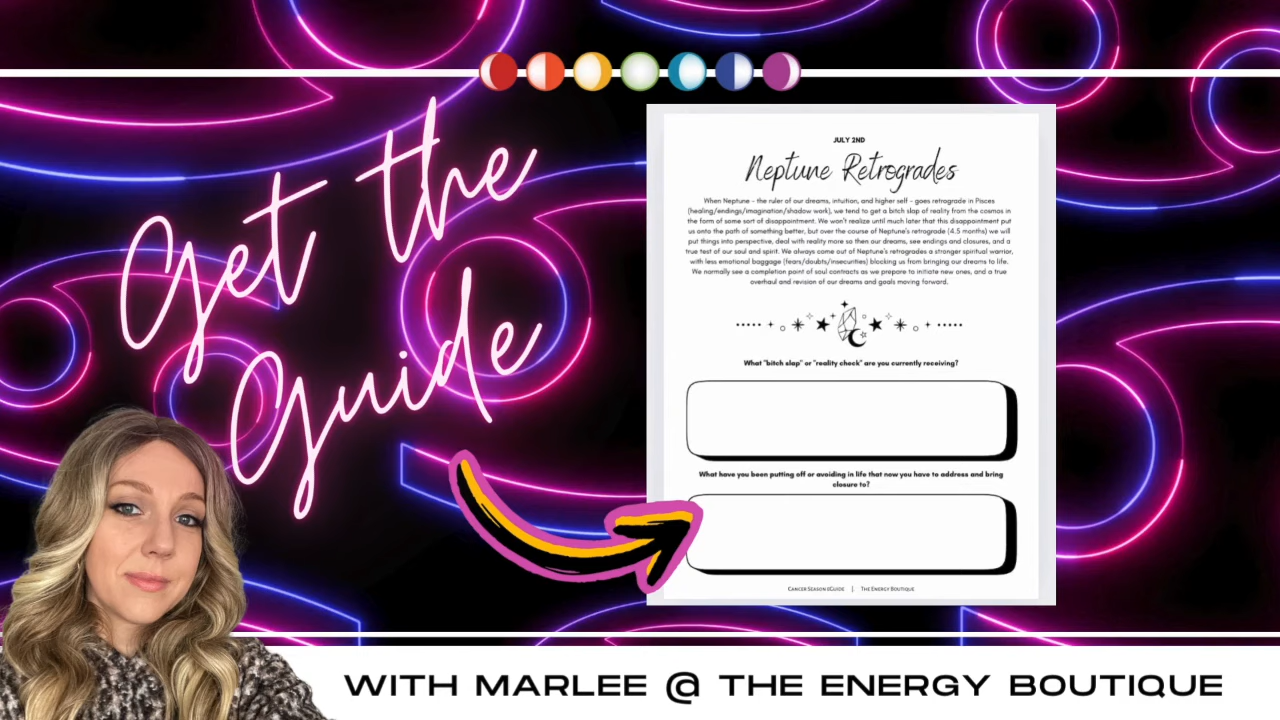 Get the
Guide
JULY 2ND
Neptune Retrogrades
When Neptune - the ruler of our dreams, intuition, and higher self - goes retrograde in Pisces
(healing/endings/imagination/shadow work), we tend to get a bitch slap of reality from the cosmos in
the form of some sort of disappointment. We won't realize until much later that this disappointment put
us onto the path of something better, but over the course of Neptune's retrograde (4.5 months) we will
put things into perspective, deal with reality more so then our dreams, see endings and closures, and a
true test of our soul and spirit. We always come out of Neptune's retrogrades a stronger spiritual warrior,
with less emotional baggage (fears/doubts/insecurities) blocking us from bringing our dreams to life.
We normally see a completion point of soul contracts as we prepare to initiate new ones, and a true
overhaul and revision of our dreams and goals moving forward.
What "bitch slap" or "reality check" are you currently receiving?
What have you been putting off or avoiding in life that now you have to address and bring
closure to?
CANCER SEASON EGUIDE | THE ENERGY BOUTIQUE
WITH MARLEE @ THE ENERGY BOUTIQUE